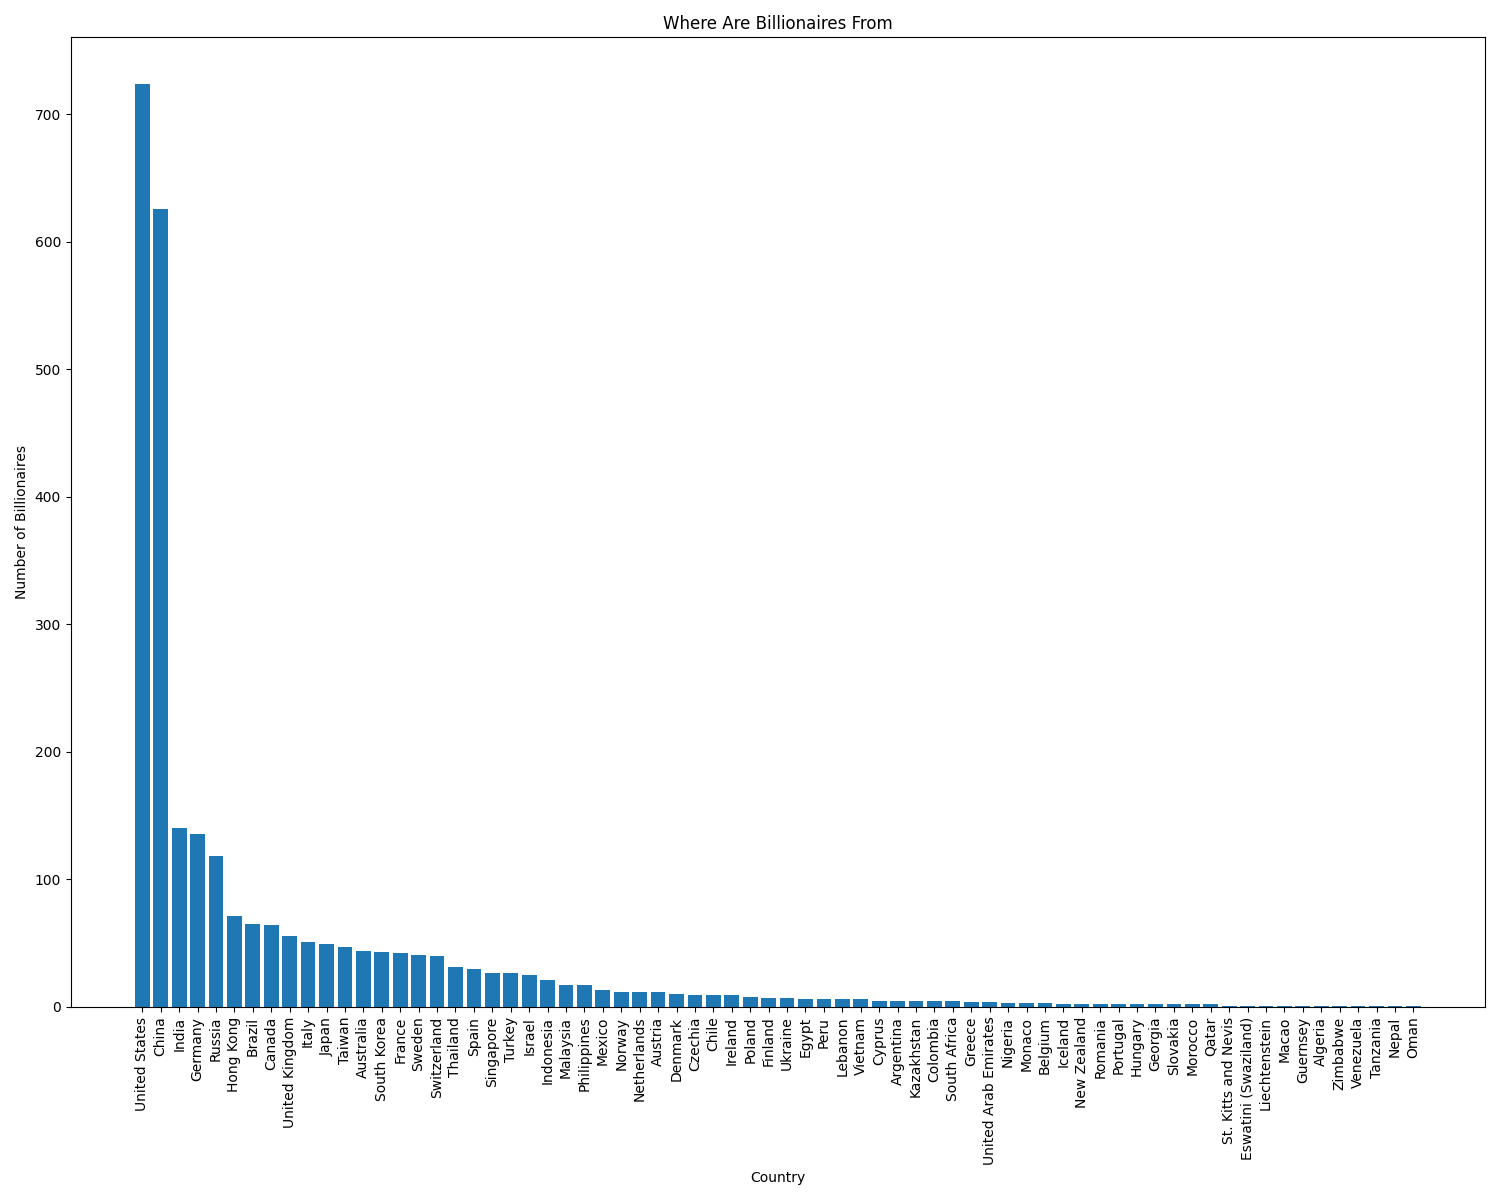 Where Are Billionaires From
Number of Billionaires
700
600
500
400
300
200
100
0
United States
China
India
Germany
Russia
Hong Kong
Brazil
Canada
United Kingdom
Italy
Japan
Taiwan
Australia
South Korea
France
Sweden
Switzerland
Thailand
Spain
Singapore
Turkey
Israel
Indonesia
Malaysia
Philippines
Mexico
Norway
Netherlands
Austria
Denmark
Czechia
Chile
Ireland
Poland
Finland
Ukraine
Egypt
Peru
Lebanon
Vietnam
Cyprus
Argentina
Kazakhstan
Colombia
South Africa
Greece
United Arab Emirates
Nigeria
Monaco
Belgium
Iceland
New Zealand
Romania
Portugal
Hungary
Georgia
Slovakia
Morocco
Qatar
St. Kitts and Nevis
Eswatini (Swaziland)
Liechtenstein
Macao
Guernsey
Algeria
Zimbabwe
Venezuela
Tanzania
Nepal
Oman
Country